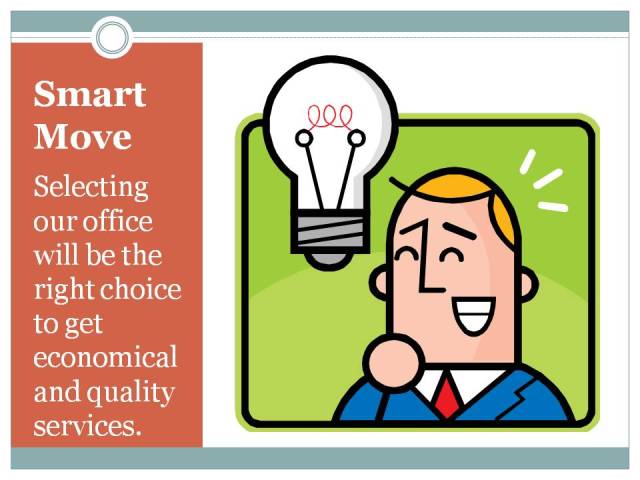 Smart
Move
Selecting
our office
will be the
right choice
to get
economical
and quality
services.